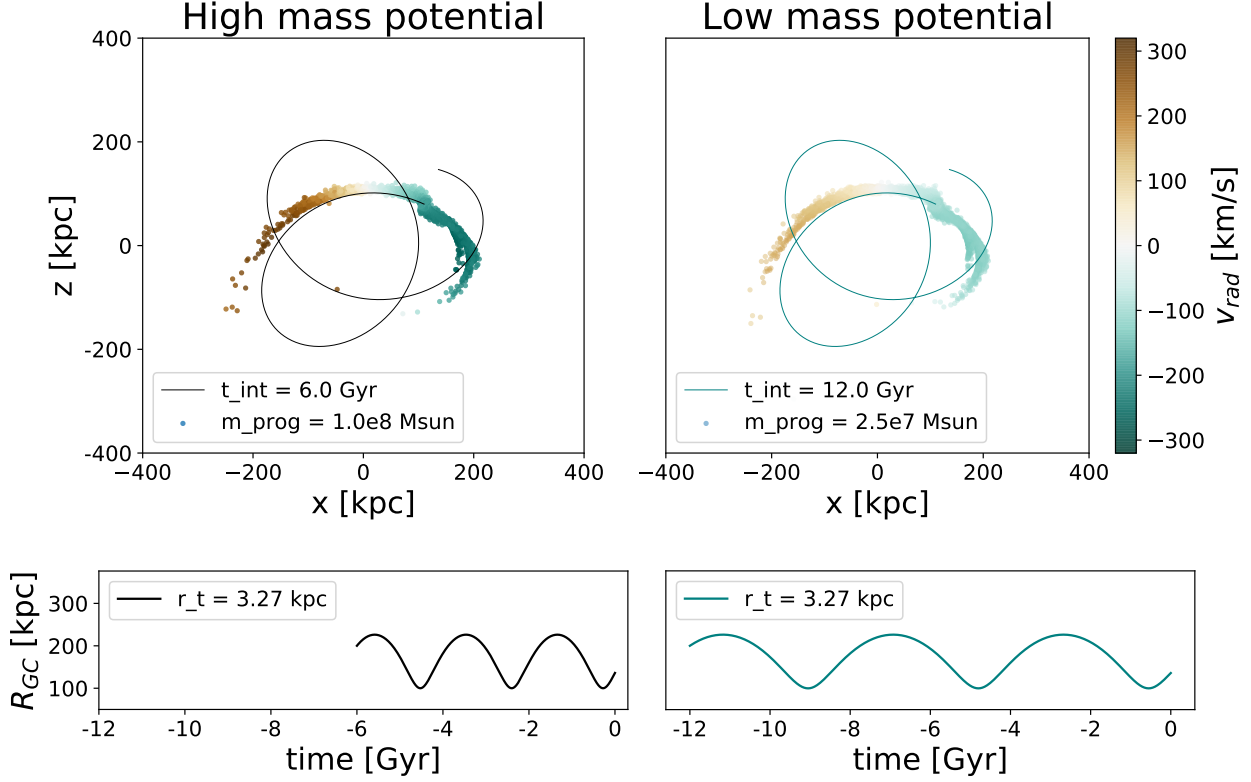 High mass potential
Low mass potential
400
200
0
-200
-400
z [kpc]
−400 −200 0 200 400
x [kpc]
t_int = 6.0 Gyr
m_prog = 1.0e8 Msun
−400 −200 0 200 400
x [kpc]
t_int = 12.0 Gyr
m_prog = 2.5e7 Msun
300
200
100
0
−100
−200
−300
v_rad [km/s]
300
200
100
R_GC [kpc]
r_t = 3.27 kpc
-12 -10 -8 -6 -4 -2 0
time [Gyr]
r_t = 3.27 kpc
-12 -10 -8 -6 -4 -2 0
time [Gyr]